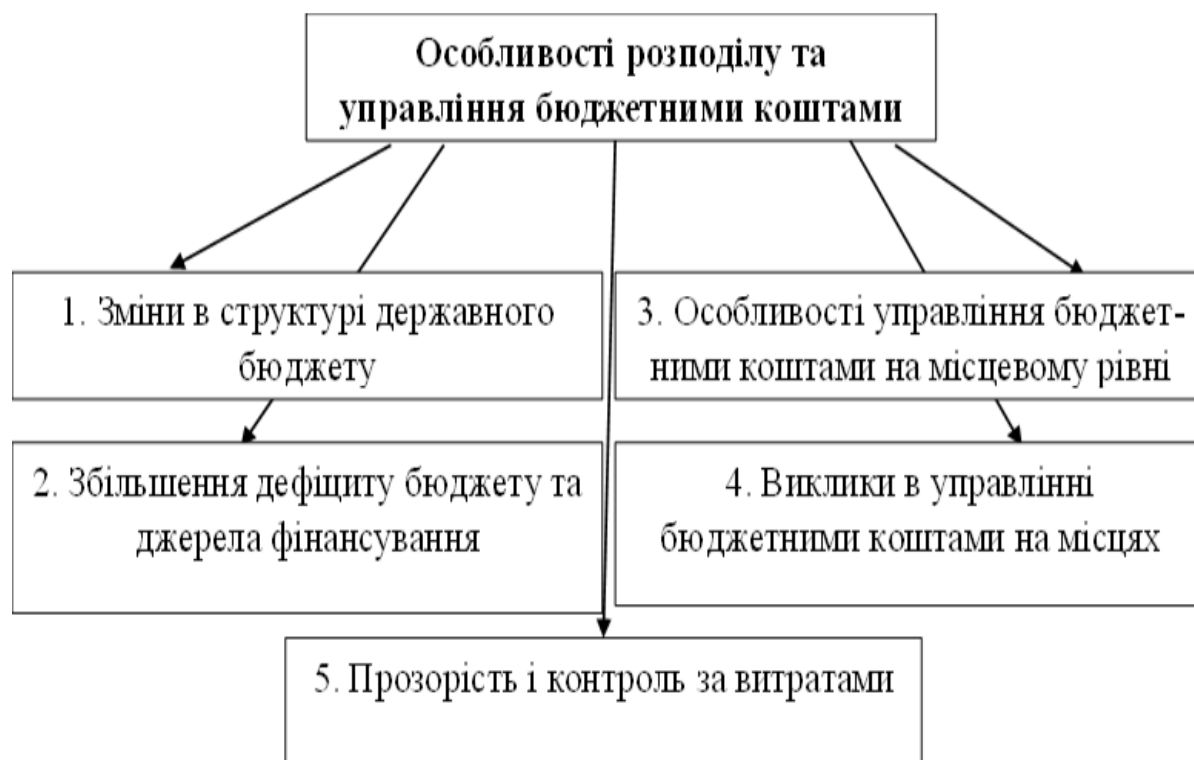 Особливості розподілу та
управління бюджетними коштами
1. Зміни в структурі державного
бюджету
2. Збільшення дефіциту бюджету та
джерела фінансування
3. Особливості управління бюджет-
ними коштами на місцевому рівні
4. Виклики в управлінні
бюджетними коштами на місцях
5. Прозорість і контроль за витратами